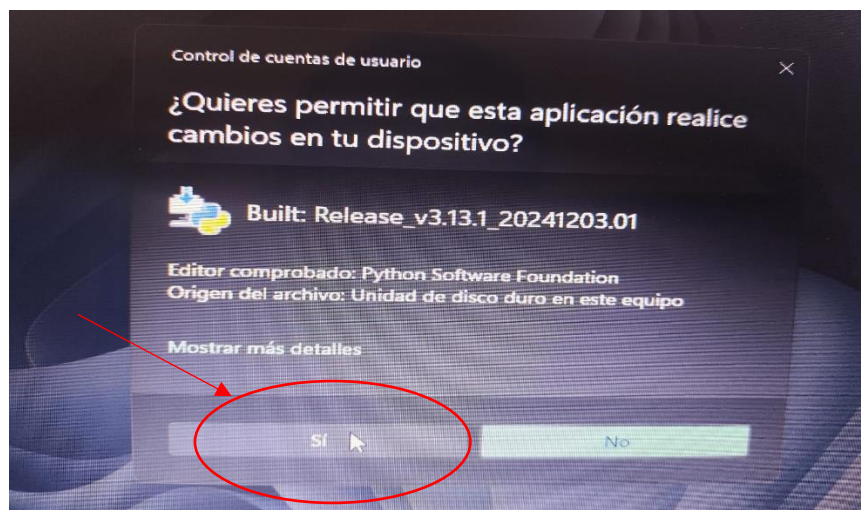 Control de cuentas de usuario
¿Quieres permitir que esta aplicación realice
cambios en tu dispositivo?
Built: Release_v3.13.1_20241203.01
Editor comprobado: Python Software Foundation
Origen del archivo: Unidad de disco duro en este equipo
Mostrar más detalles
Sí
No